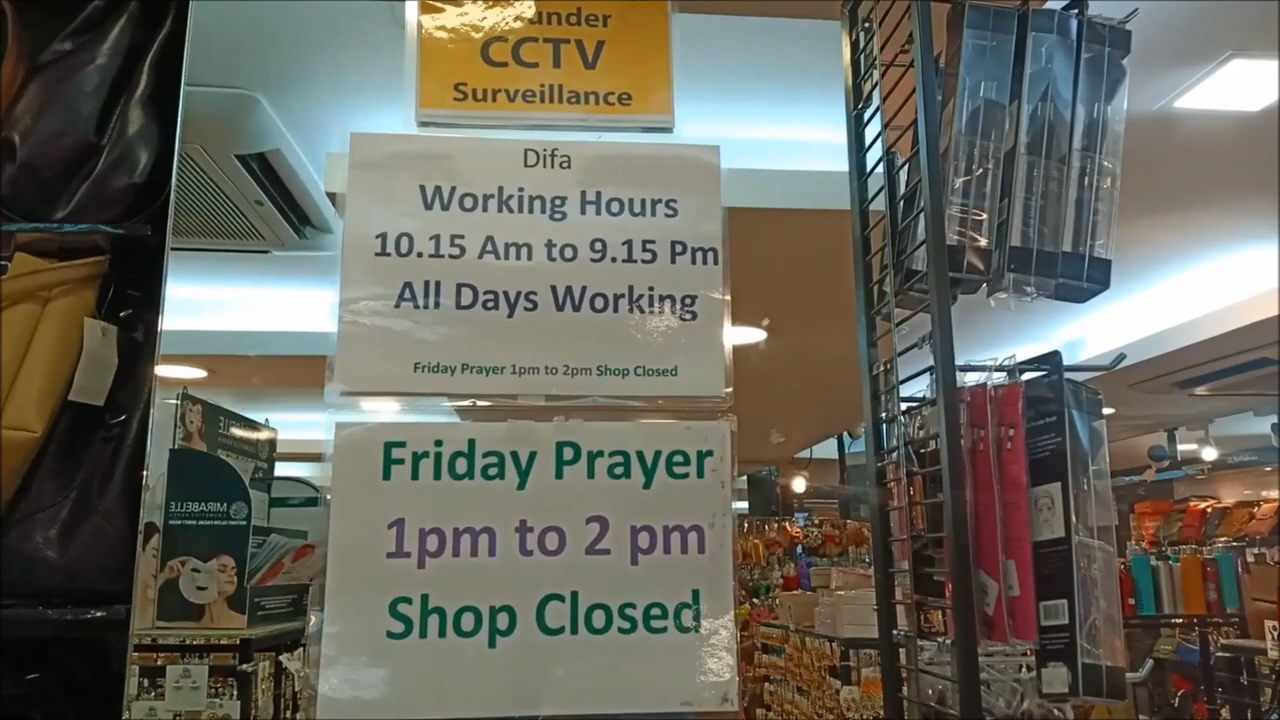 under
CCTV
Surveillance
Difa
Working Hours
10.15 Am to 9.15 Pm
All Days Working
Friday Prayer 1pm to 2pm Shop Closed
Friday Prayer
1pm to 2 pm
Shop Closed
MIRABELLE